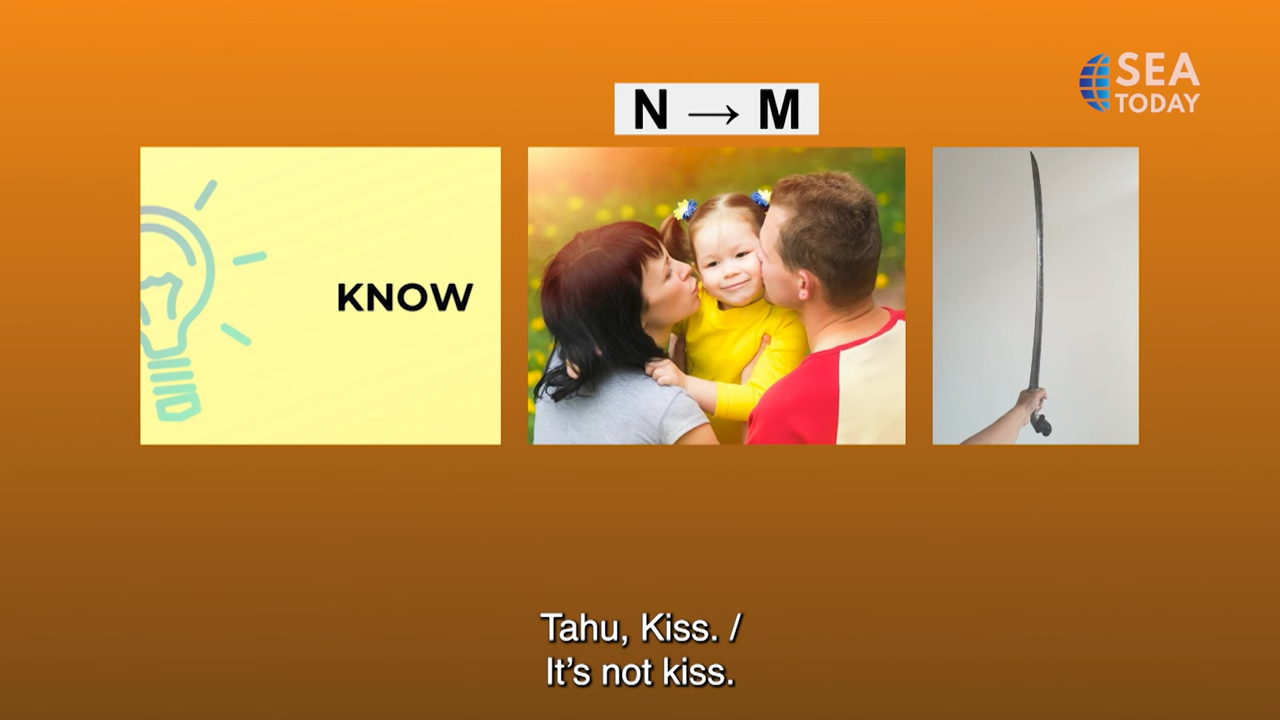 SEA
TODAY
N → M
KNOW
Tahu, Kiss. /
It's not kiss.